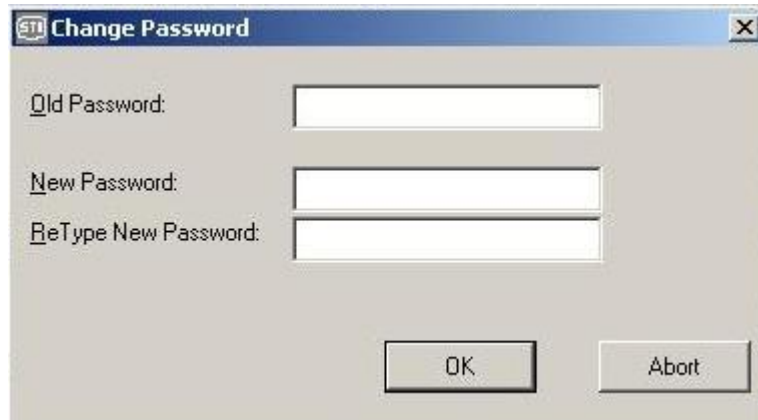 STI Change Password
Old Password:
New Password:
ReType New Password:
OK Abort